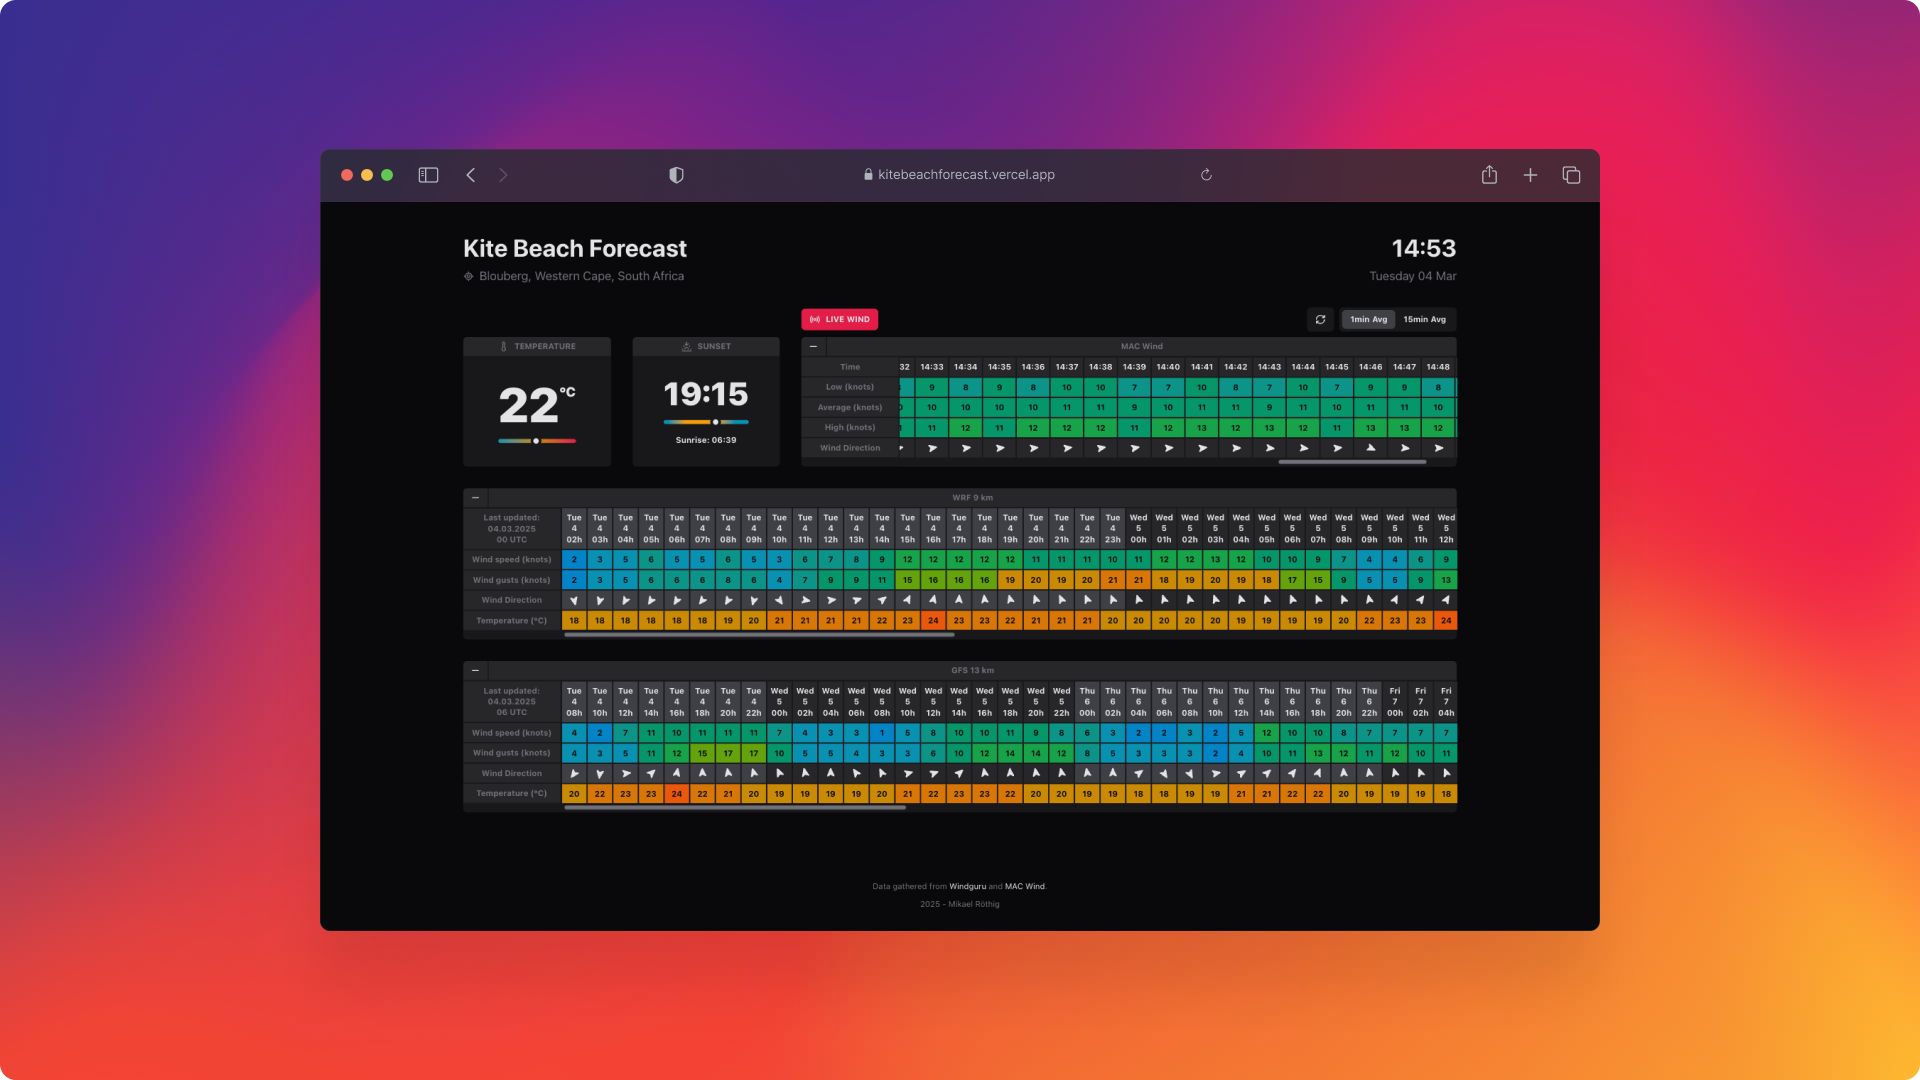 kitebeachforecast.vercel.app
Kite Beach Forecast
14:53
Blouberg, Western Cape, South Africa
Tuesday 04 Mar
LIVE WIND
1min Avg 15min Avg
TEMPERATURE
22°C
SUNSET
19:15
Sunrise: 06:39
MAC Wind
Time 32 14:33 14:34 14:35 14:36 14:37 14:38 14:39 14:40 14:41 14:42 14:43 14:44 14:45 14:46 14:47 14:48
Low (knots) 9 8 9 8 10 10 7 7 10 8 7 10 7 9 9 8
Average (knots) 10 10 10 10 11 11 9 10 11 11 9 11 10 11 11 10
High (knots) 11 12 11 12 12 12 11 12 13 12 13 12 11 13 13 12
Wind Direction
WRF 9 km
Last updated: Tue Tue Tue Tue Tue Tue Tue Tue Tue Tue Tue Tue Tue Tue Tue Tue Tue Tue Tue Tue Tue Tue Wed Wed Wed Wed Wed Wed Wed Wed Wed Wed Wed Wed Wed
04.03.2025 4 4 4 4 4 4 4 4 4 4 4 4 4 4 4 4 4 4 4 4 4 4 5 5 5 5 5 5 5 5 5 5 5 5 5
00 UTC 02h 03h 04h 05h 06h 07h 08h 09h 10h 11h 12h 13h 14h 15h 16h 17h 18h 19h 20h 21h 22h 23h 00h 01h 02h 03h 04h 05h 06h 07h 08h 09h 10h 11h 12h
Wind speed (knots) 2 3 5 6 5 5 6 5 3 6 7 8 9 12 12 12 12 12 11 11 11 10 11 12 12 13 12 10 10 9 7 4 4 6 9
Wind gusts (knots) 2 3 5 6 6 6 8 6 4 7 9 9 11 15 16 16 16 19 20 19 20 21 21 18 19 20 19 18 17 15 9 5 5 9 13
Wind Direction
Temperature (°C) 18 18 18 18 18 18 19 20 21 21 21 21 22 23 24 23 23 22 21 21 21 20 20 20 20 20 19 19 19 19 20 22 23 23 24
GFS 13 km
Last updated: Tue Tue Tue Tue Tue Tue Tue Tue Wed Wed Wed Wed Wed Wed Wed Wed Wed Wed Wed Wed Thu Thu Thu Thu Thu Thu Thu Thu Thu Thu Thu Thu Fri Fri Fri
04.03.2025 4 4 4 4 4 4 4 4 5 5 5 5 5 5 5 5 5 5 5 5 6 6 6 6 6 6 6 6 6 6 6 6 7 7 7
06 UTC 08h 10h 12h 14h 16h 18h 20h 22h 00h 02h 04h 06h 08h 10h 12h 14h 16h 18h 20h 22h 00h 02h 04h 06h 08h 10h 12h 14h 16h 18h 20h 22h 00h 02h 04h
Wind speed (knots) 4 2 7 11 10 11 11 11 7 4 3 3 1 5 8 10 10 11 9 8 6 3 2 2 3 2 5 12 10 10 8 7 7 7 7
Wind gusts (knots) 4 3 5 11 12 15 17 17 10 5 5 4 3 3 6 10 12 14 14 12 8 5 3 3 3 2 4 10 11 13 12 11 12 10 11
Wind Direction
Temperature (°C) 20 22 23 23 24 22 21 20 19 19 19 19 20 21 22 23 23 22 20 20 19 19 18 18 19 19 21 21 22 22 20 19 19 19 18
Data gathered from Windguru and MAC Wind.
2025 - Mikael Röthig